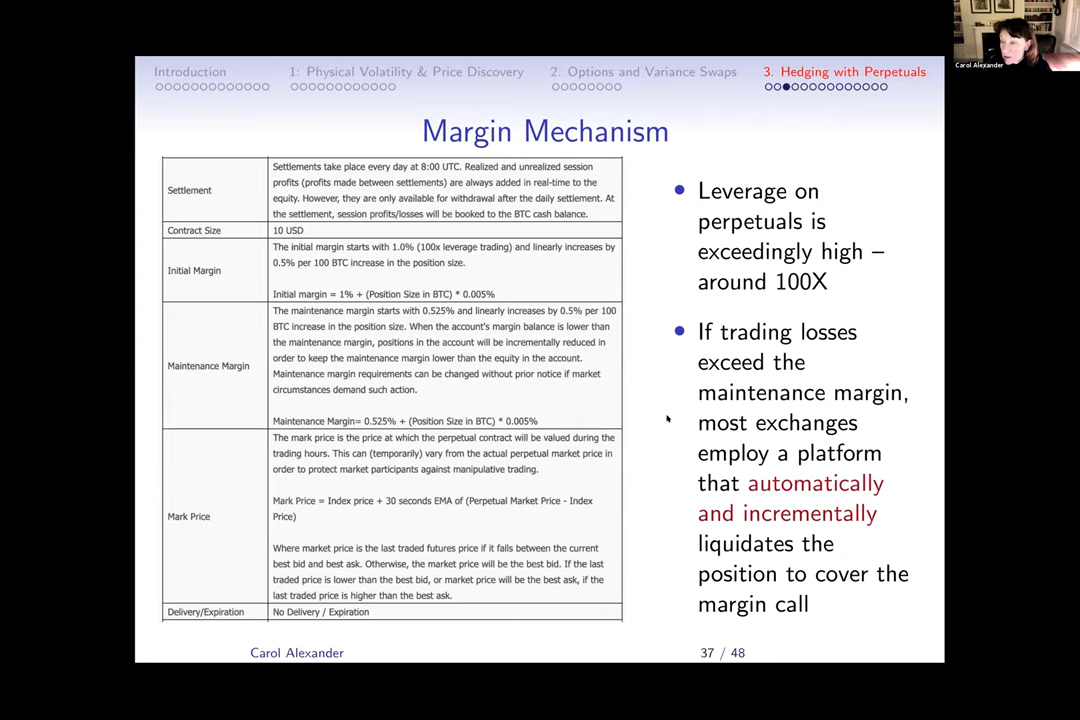 Introduction
1: Physical Volatility & Price Discovery
2. Options and Variance Swaps
3. Hedging with Perpetuals
Carol Alexander
Margin Mechanism
Settlement
Settlements take place every day at 8:00 UTC. Realized and unrealized session
profits (profits made between settlements) are always added in real-time to the
equity. However, they are only available for withdrawal after the daily settlement. At
the settlement, session profits/losses will be booked to the BTC cash balance.
Contract Size
10 USD
Initial Margin
The initial margin starts with 1.0% (100x leverage trading) and linearly increases by
0.5% per 100 BTC increase in the position size.
Initial margin = 1% + (Position Size in BTC) * 0.005%
Maintenance Margin
The maintenance margin starts with 0.525% and linearly increases by 0.5% per 100
BTC increase in the position size. When the account's margin balance is lower than
the maintenance margin, positions in the account will be incrementally reduced in
order to keep the maintenance margin lower than the equity in the account.
Maintenance margin requirements can be changed without prior notice if market
circumstances demand such action.
Maintenance Margin= 0.525% + (Position Size in BTC) * 0.005%
Mark Price
The mark price is the price at which the perpetual contract will be valued during the
trading hours. This can (temporarily) vary from the actual perpetual market price in
order to protect market participants against manipulative trading.
Mark Price = Index price + 30 seconds EMA of (Perpetual Market Price - Index
Price)
Where market price is the last traded futures price if it falls between the current
best bid and best ask. Otherwise, the market price will be the best bid. If the last
traded price is lower than the best bid, or market price will be the best ask, if the
last traded price is higher than the best ask.
Delivery/Expiration
No Delivery / Expiration
Leverage on
perpetuals is
exceedingly high –
around 100X
If trading losses
exceed the
maintenance margin,
most exchanges
employ a platform
that automatically
and incrementally
liquidates the
position to cover the
margin call
Carol Alexander
37 / 48